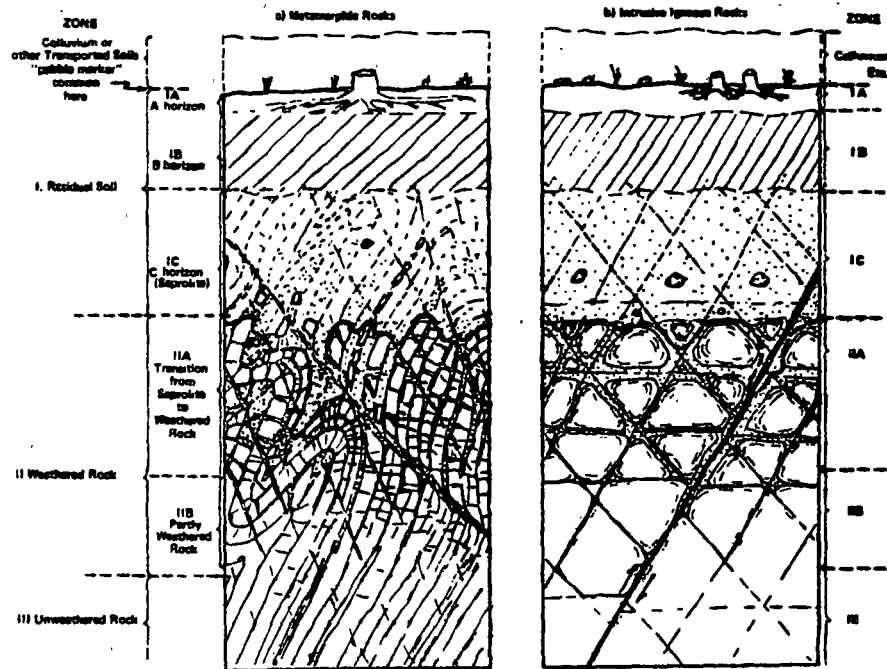 ZONE
a) Metamorphic Rocks
b) Intrusive Igneous Rocks
ZONE
Colluvium or
other Transported Soils
"pebble marker"
common
here
IA
A horizon
IB
B horizon
I. Residual Soil
IC
C horizon
(Saprolite)
IIA
Transition
from
Saprolite
to
Weathered
Rock
II Weathered Rock
IIB
Partly
Weathered
Rock
III Unweathered Rock
IA
IB
IC
IIA
IIB
III